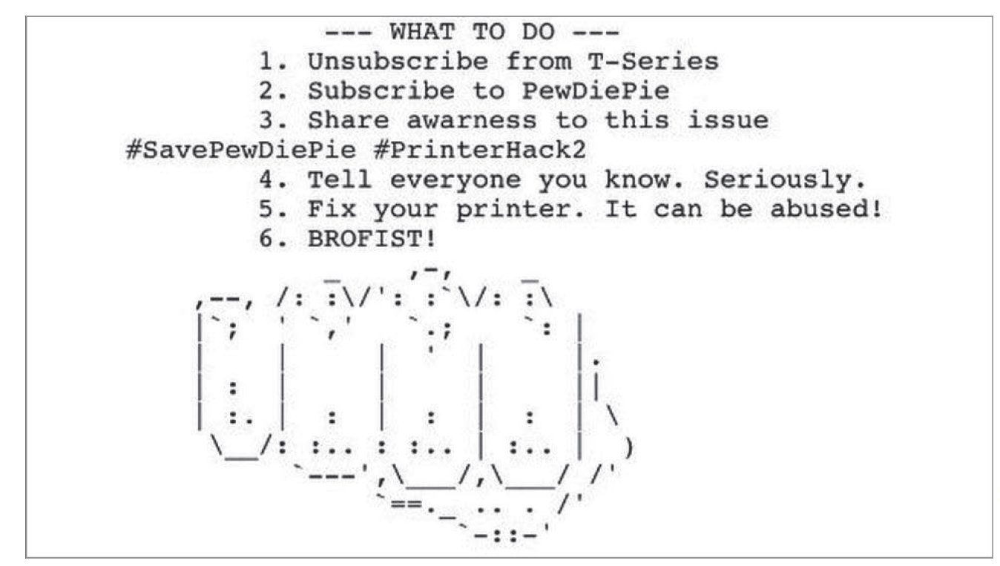 --- WHAT TO DO ---
1. Unsubscribe from T-Series
2. Subscribe to PewDiePie
3. Share awarness to this issue
#SavePewDiePie #PrinterHack2
4. Tell everyone you know. Seriously.
5. Fix your printer. It can be abused!
6. BROFIST!